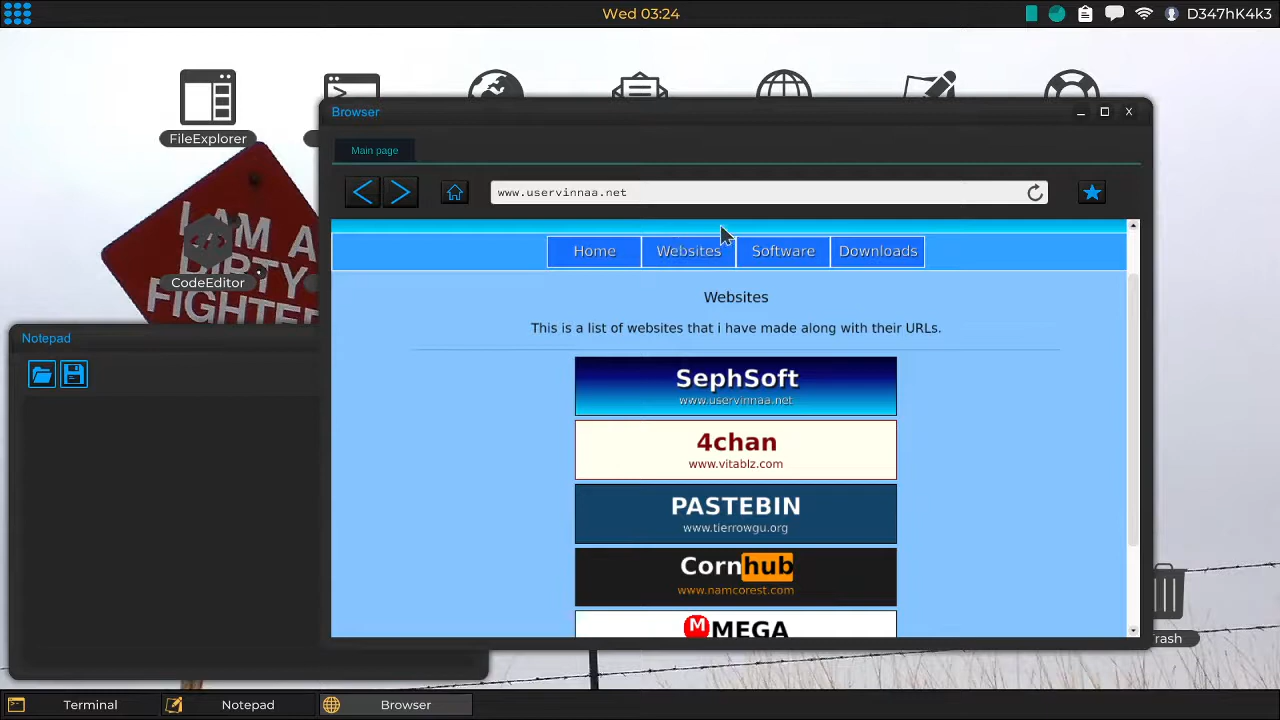 Wed 03:24
D347hK4k3
FileExplorer
I AM A
DIRTY
FIGHTER
CodeEditor
Browser
Main page
www.uservinnaa.net
Home
Websites
Software
Downloads
Websites
This is a list of websites that i have made along with their URLs.
SephSoft
www.uservinnaa.net
4chan
www.vitablz.com
PASTEBIN
www.tierrowgu.org
Cornhub
www.namcorest.com
M MEGA
Notepad
Trash
Terminal
Notepad
Browser